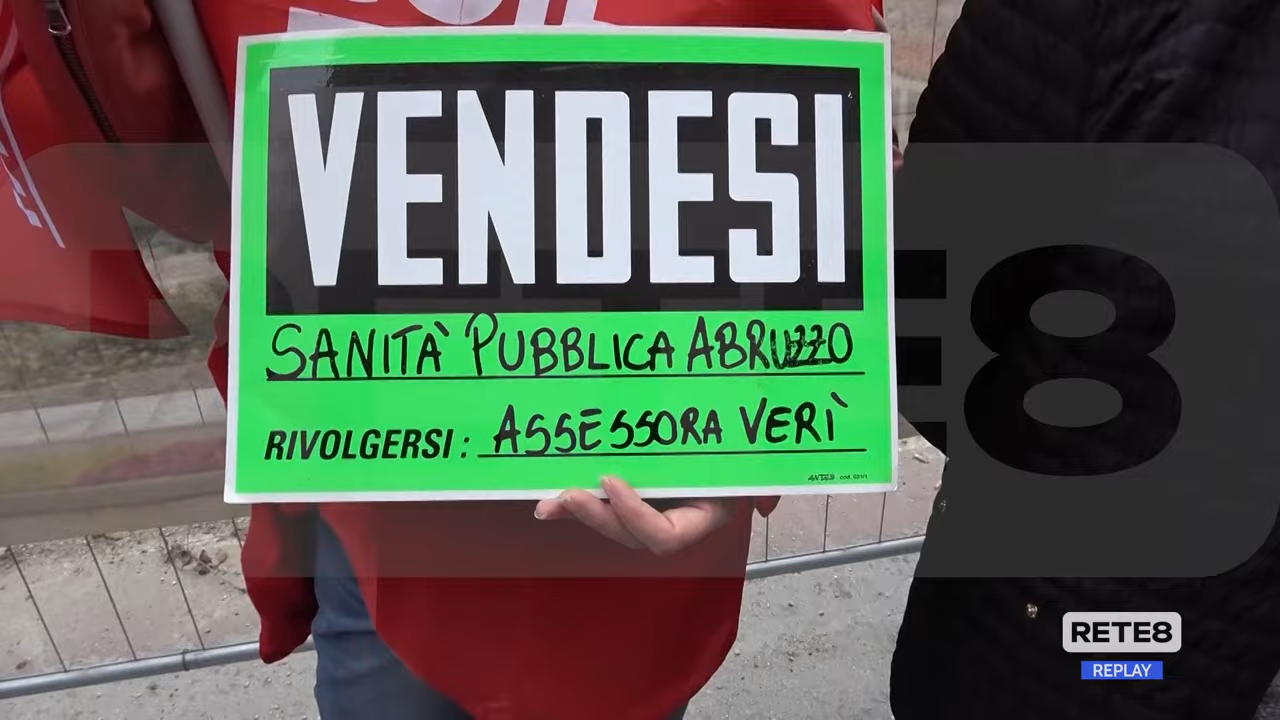 VENDESI
SANITÀ PUBBLICA ABRUZZO
RIVOLGERSI: ASSESSORA VERÌ
RETE8
REPLAY